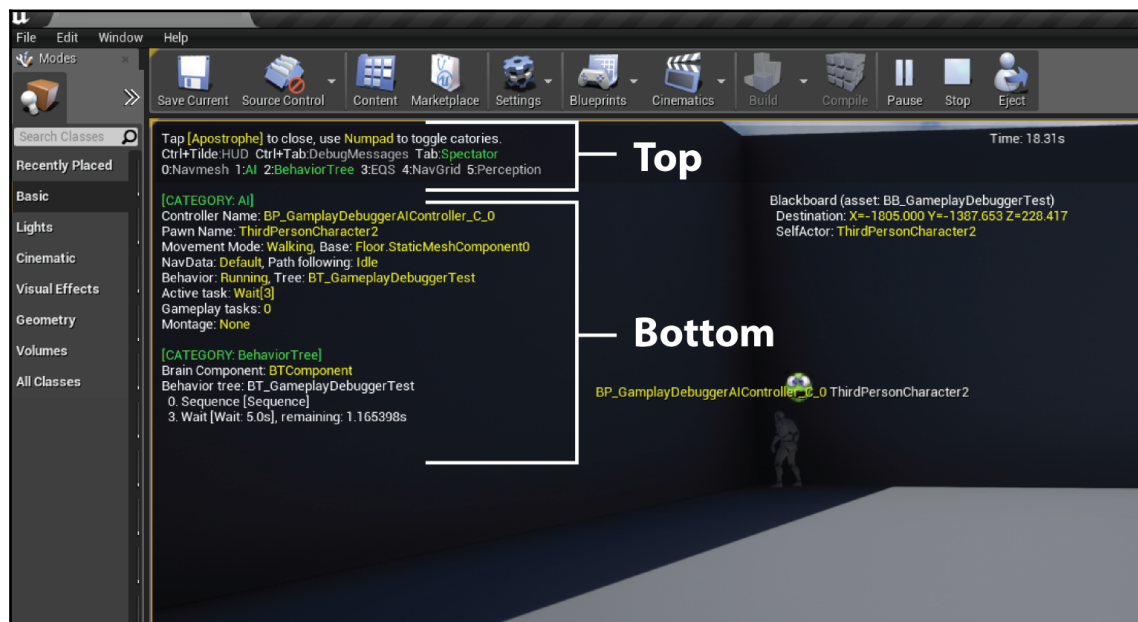 File Edit Window Help
Modes
Save Current Source Control Content Marketplace Settings Blueprints Cinematics Build Compile Pause Stop Eject
Search Classes
Recently Placed
Basic
Lights
Cinematic
Visual Effects
Geometry
Volumes
All Classes
Tap [Apostrophe] to close, use Numpad to toggle catories.
Ctrl+Tilde:HUD Ctrl+Tab:DebugMessages Tab:Spectator
0:Navmesh 1:AI 2:BehaviorTree 3:EQS 4:NavGrid 5:Perception
Top
Time: 18.31s
[CATEGORY: AI]
Controller Name: BP_GamplayDebuggerAIController_C_0
Pawn Name: ThirdPersonCharacter2
Movement Mode: Walking, Base: Floor.StaticMeshComponent0
NavData: Default, Path following: Idle
Behavior: Running, Tree: BT_GameplayDebuggerTest
Active task: Wait[3]
Gameplay tasks: 0
Montage: None
[CATEGORY: BehaviorTree]
Brain Component: BTComponent
Behavior tree: BT_GameplayDebuggerTest
0. Sequence [Sequence]
3. Wait [Wait: 5.0s], remaining: 1.165398s
Bottom
Blackboard (asset: BB_GameplayDebuggerTest)
Destination: X=-1805.000 Y=-1387.653 Z=228.417
SelfActor: ThirdPersonCharacter2
BP_GamplayDebuggerAIController_C_0 ThirdPersonCharacter2